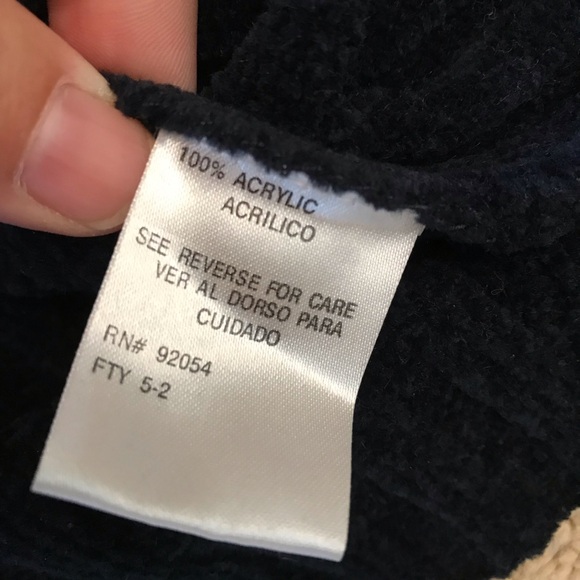 100% ACRYLIC
ACRILICO
SEE REVERSE FOR CARE
VER AL DORSO PARA
CUIDADO
RN# 92054
FTY 5-2